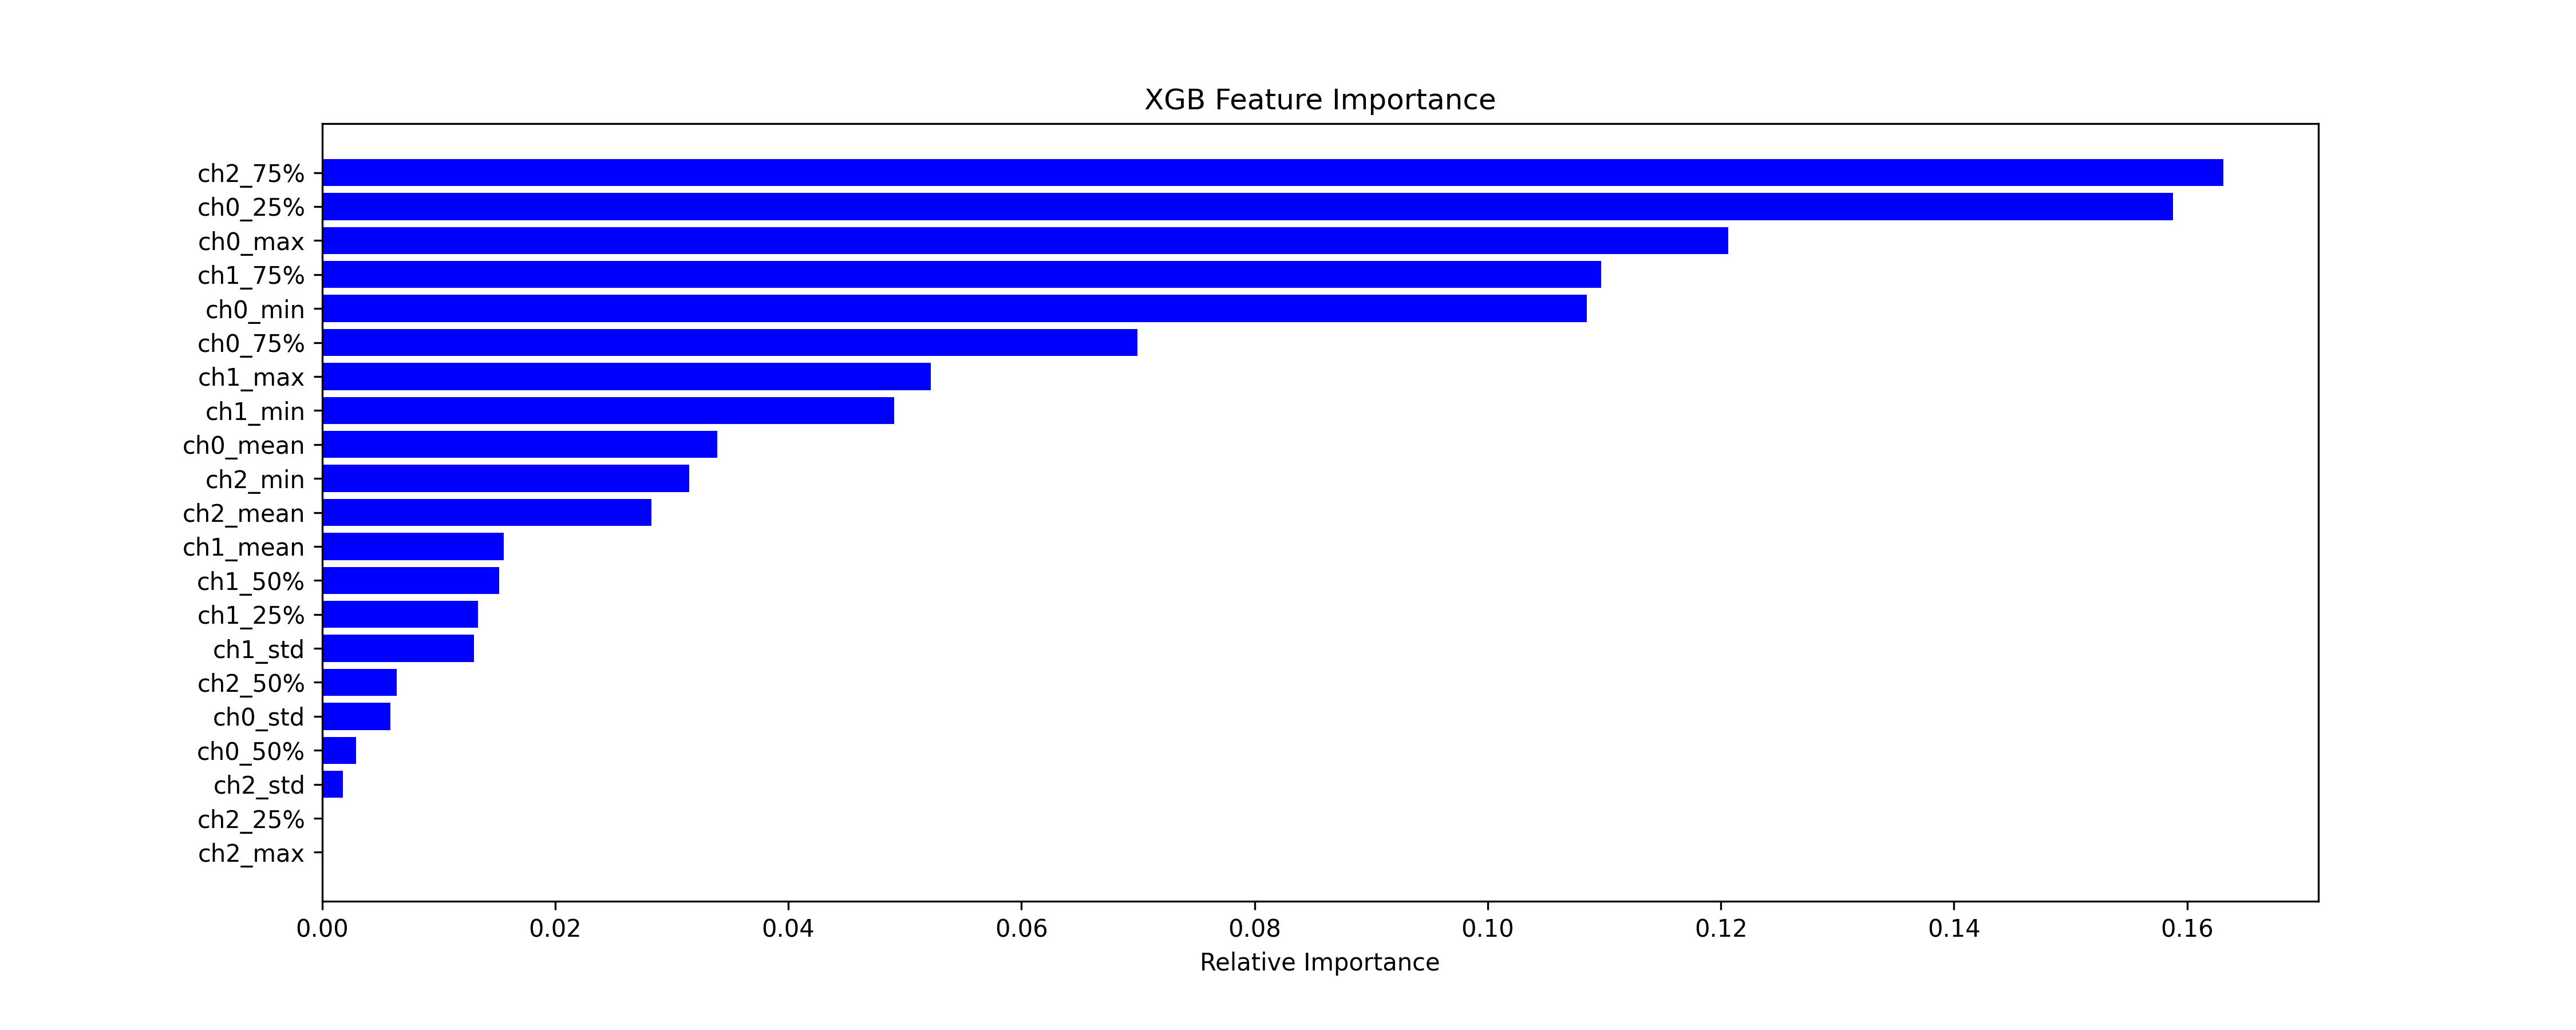 XGB Feature Importance
ch2_75%
ch0_25%
ch0_max
ch1_75%
ch0_min
ch0_75%
ch1_max
ch1_min
ch0_mean
ch2_min
ch2_mean
ch1_mean
ch1_50%
ch1_25%
ch1_std
ch2_50%
ch0_std
ch0_50%
ch2_std
ch2_25%
ch2_max
0.00 0.02 0.04 0.06 0.08 0.10 0.12 0.14 0.16
Relative Importance